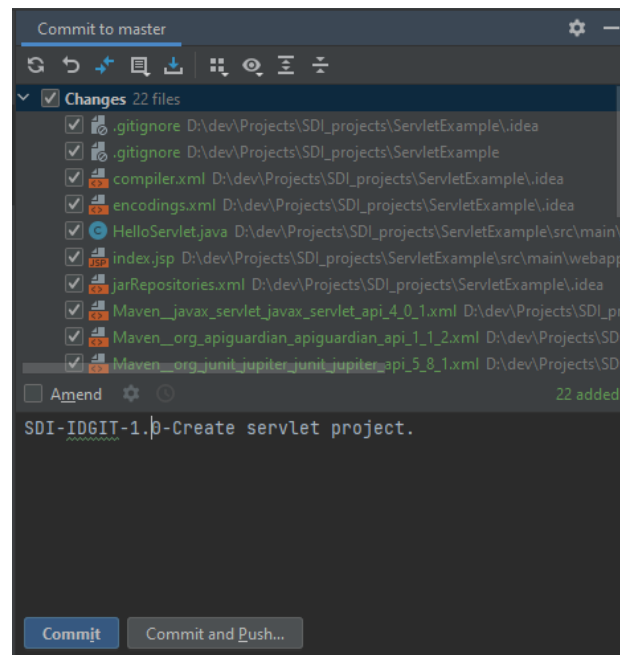 Commit to master
Changes 22 files
.gitignore D:\dev\Projects\SDI_projects\ServletExample\.idea
.gitignore D:\dev\Projects\SDI_projects\ServletExample
compiler.xml D:\dev\Projects\SDI_projects\ServletExample\.idea
encodings.xml D:\dev\Projects\SDI_projects\ServletExample\.idea
C HelloServlet.java D:\dev\Projects\SDI_projects\ServletExample\src\main\
JSP index.jsp D:\dev\Projects\SDI_projects\ServletExample\src\main\webapp
jarRepositories.xml D:\dev\Projects\SDI_projects\ServletExample\.idea
Maven__javax_servlet_javax_servlet_api_4_0_1.xml D:\dev\Projects\SDI_p
Maven__org_apiguardian_apiguardian_api_1_1_2.xml D:\dev\Projects\SD
Maven__org_junit_jupiter_junit_jupiter_api_5_8_1.xml D:\dev\Projects\SD
Amend 22 added
SDI-IDGIT-1.0-Create servlet project.
Commit Commit and Push...